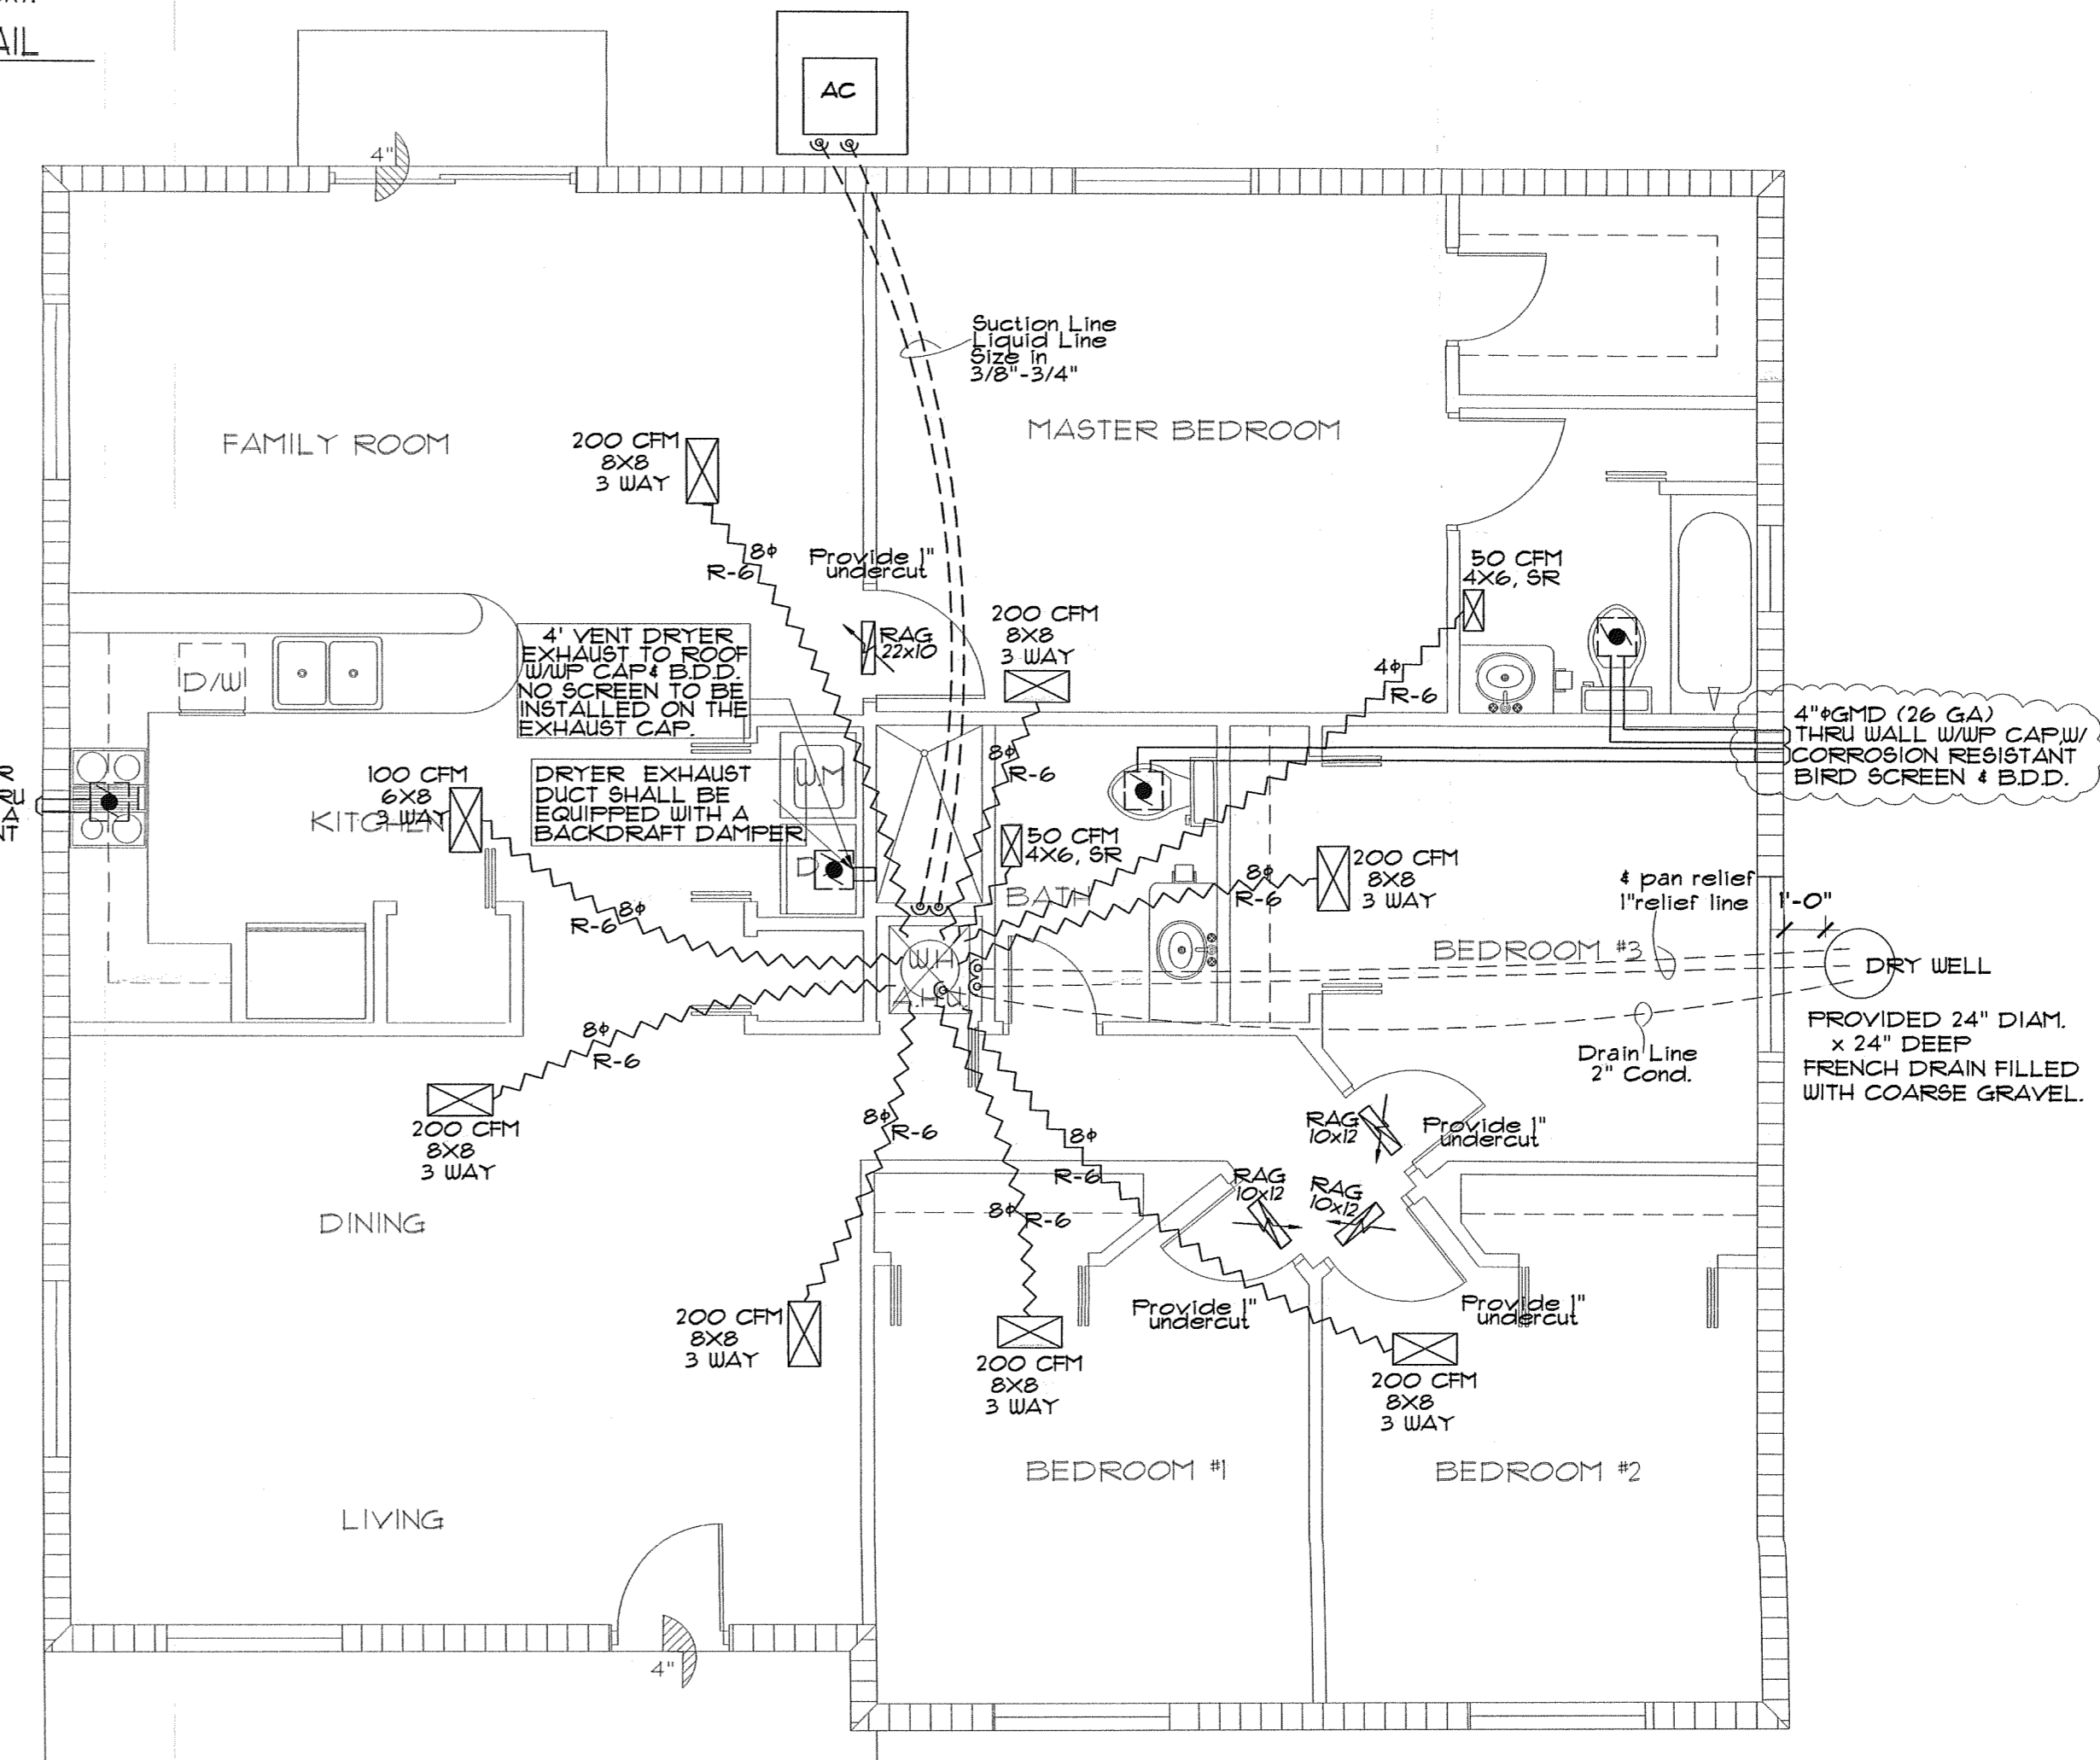 AIL
AC
4"
Suction Line
Liquid Line
Size in
3/8"-3/4"
FAMILY ROOM
200 CFM
8X8
3 WAY
MASTER BEDROOM
8ϕ
R-6
Provide 1"
undercut
50 CFM
4X6, SR
RAG
22x10
200 CFM
8X8
3 WAY
4' VENT DRYER
EXHAUST TO ROOF
W/WP CAP & B.D.D.
NO SCREEN TO BE
INSTALLED ON THE
EXHAUST CAP.
D/W
4ϕ
R-6
4"ϕGMD (26 GA)
THRU WALL W/WP CAP,W/
CORROSION RESISTANT
BIRD SCREEN & B.D.D.
8ϕ
R-6
R
RU
A
NT
100 CFM
6X8
3 WAY
KITCHEN
DRYER EXHAUST
DUCT SHALL BE
EQUIPPED WITH A
BACKDRAFT DAMPER.
W.M
D
50 CFM
4X6, SR
BATH
8ϕ
R-6
200 CFM
8X8
3 WAY
& pan relief
1"relief line
1'-0"
8ϕ
R-6
BEDROOM #3
W.H
A.H.U.
DRY WELL
PROVIDED 24" DIAM.
x 24" DEEP
FRENCH DRAIN FILLED
WITH COARSE GRAVEL.
Drain Line
2" Cond.
8ϕ
R-6
200 CFM
8X8
3 WAY
8ϕ
R-6
8ϕ
R-6
RAG
10x12
Provide 1"
undercut
RAG
10x12
RAG
10x12
8ϕ
R-6
DINING
200 CFM
8X8
3 WAY
Provide 1"
undercut
Provide 1"
undercut
200 CFM
8X8
3 WAY
200 CFM
8X8
3 WAY
BEDROOM #1
BEDROOM #2
LIVING
4"